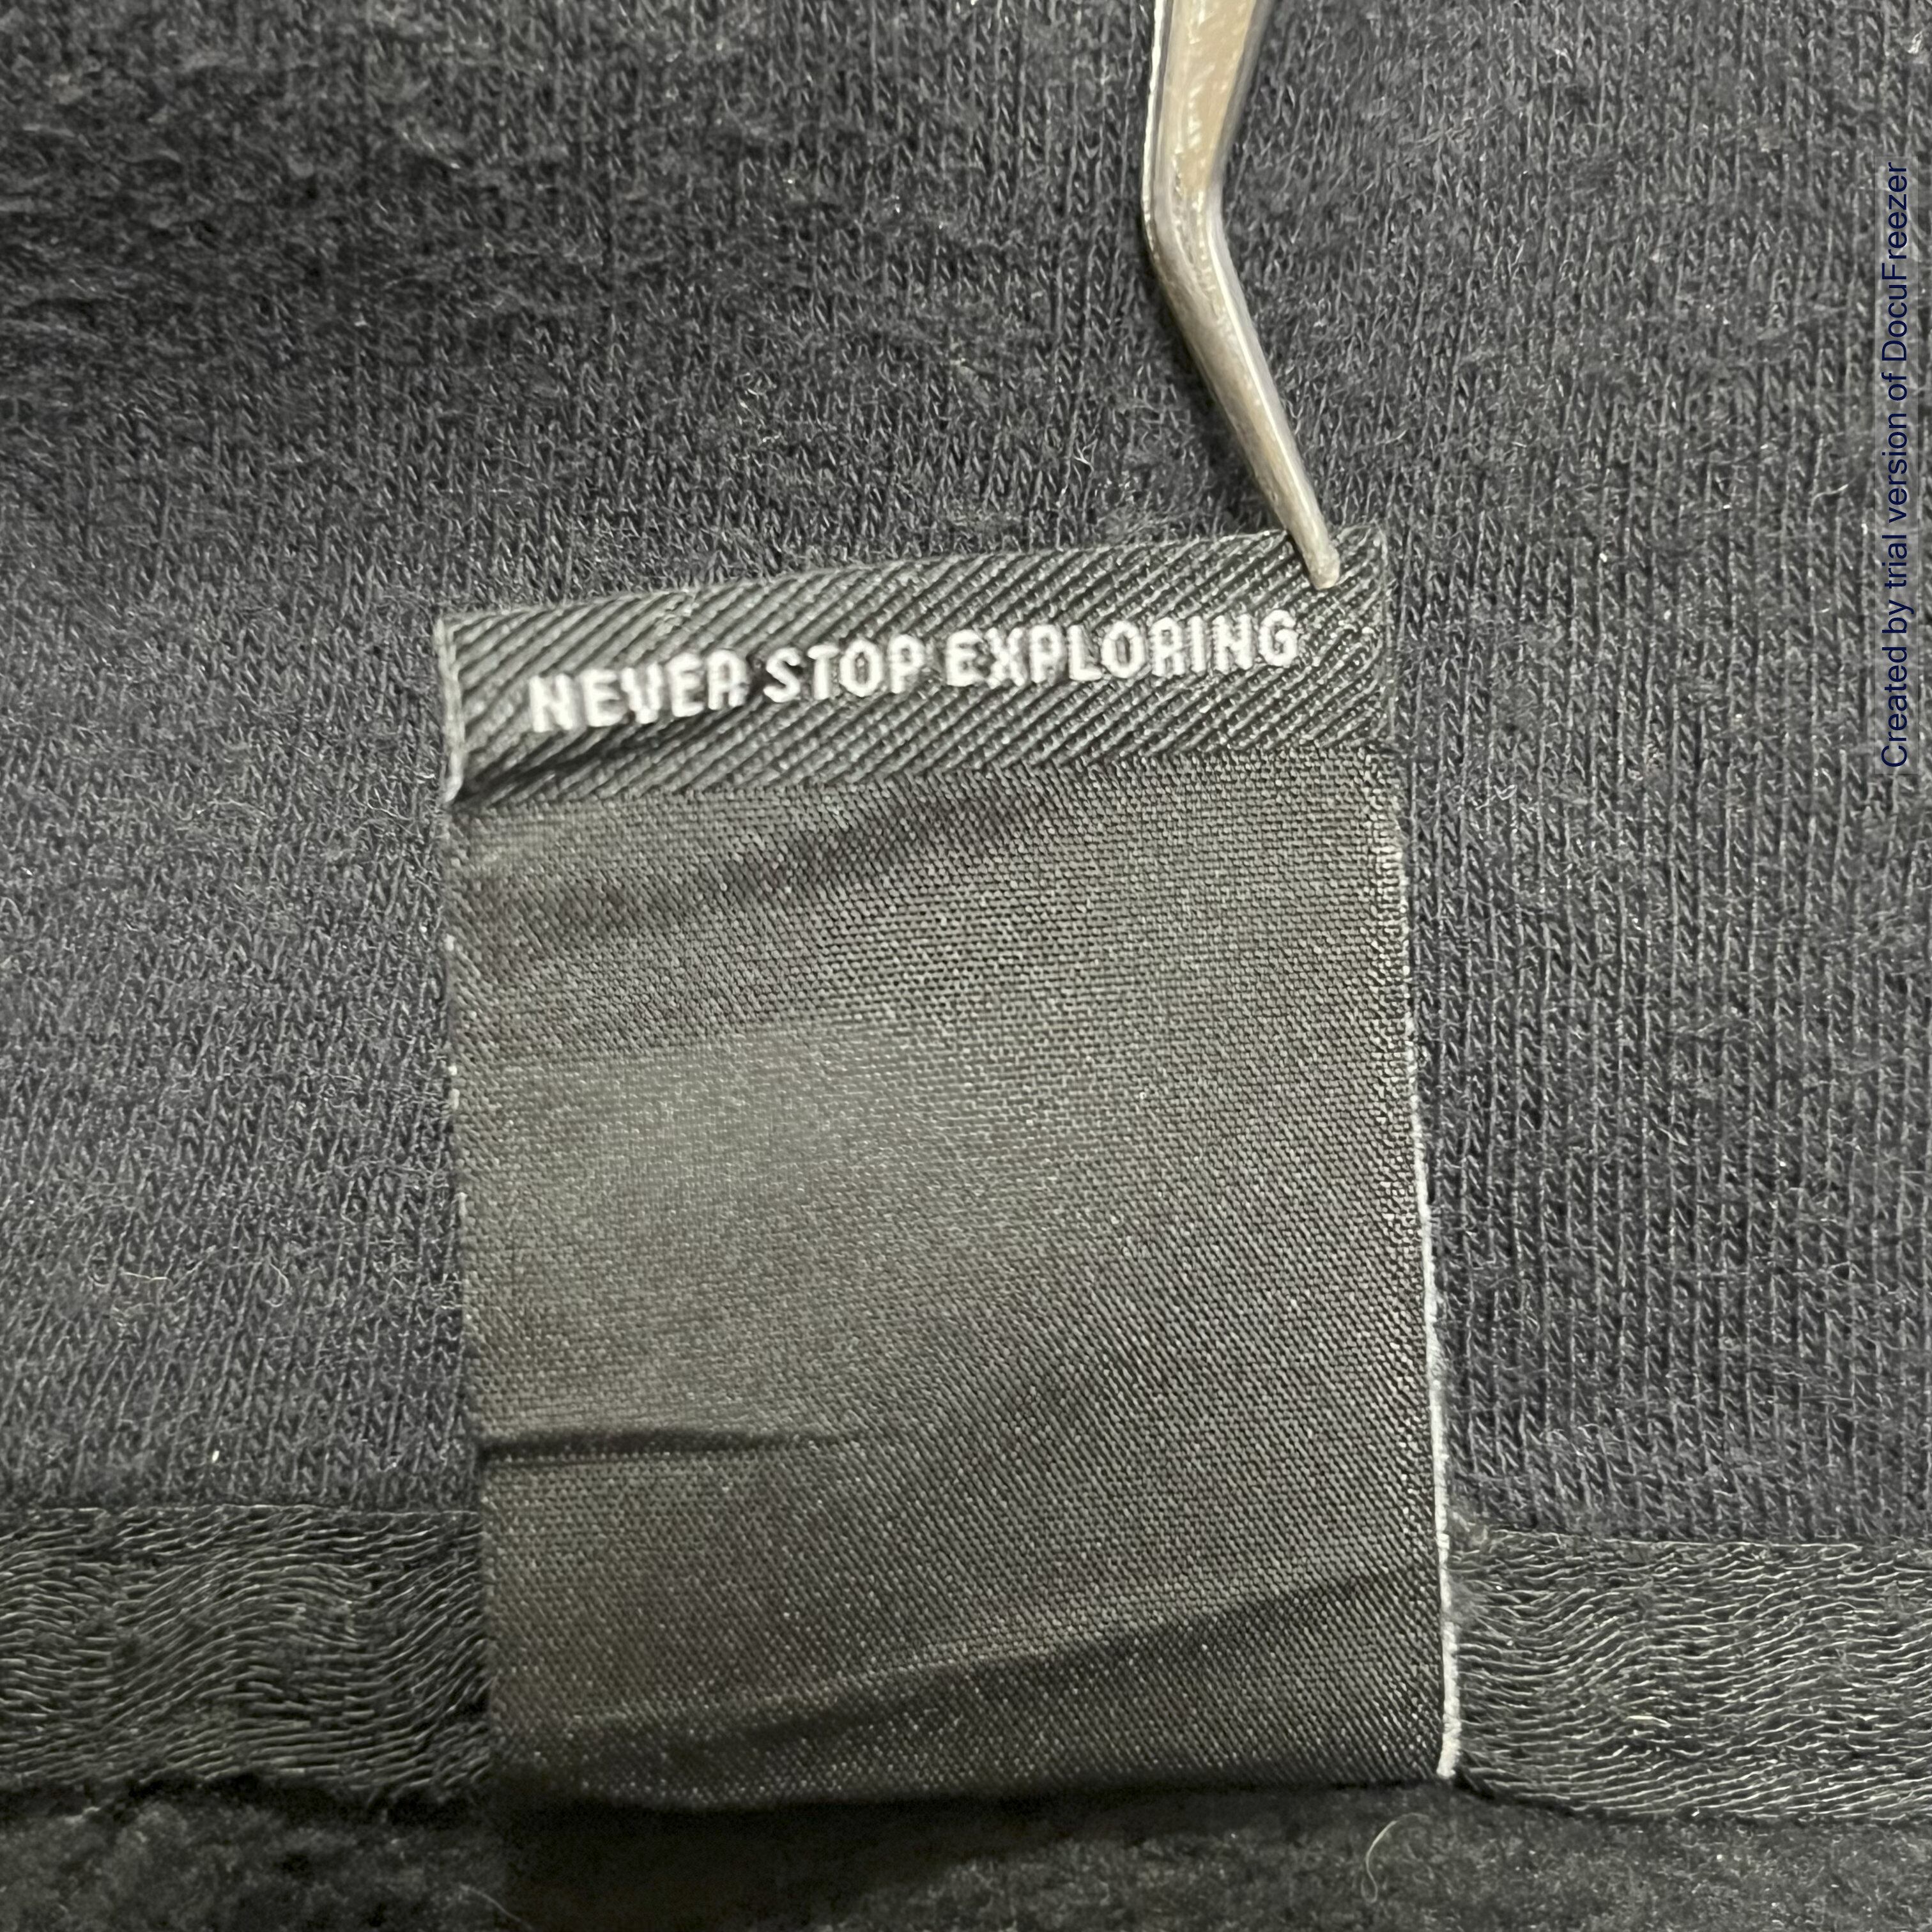 NEVER STOP EXPLORING
Created by trial version of DocuFreezer